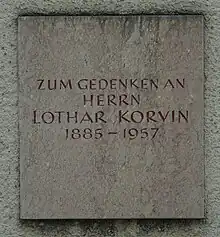 ZUM GEDENKEN AN
HERRN
LOTHAR KORVIN
1885 – 1957